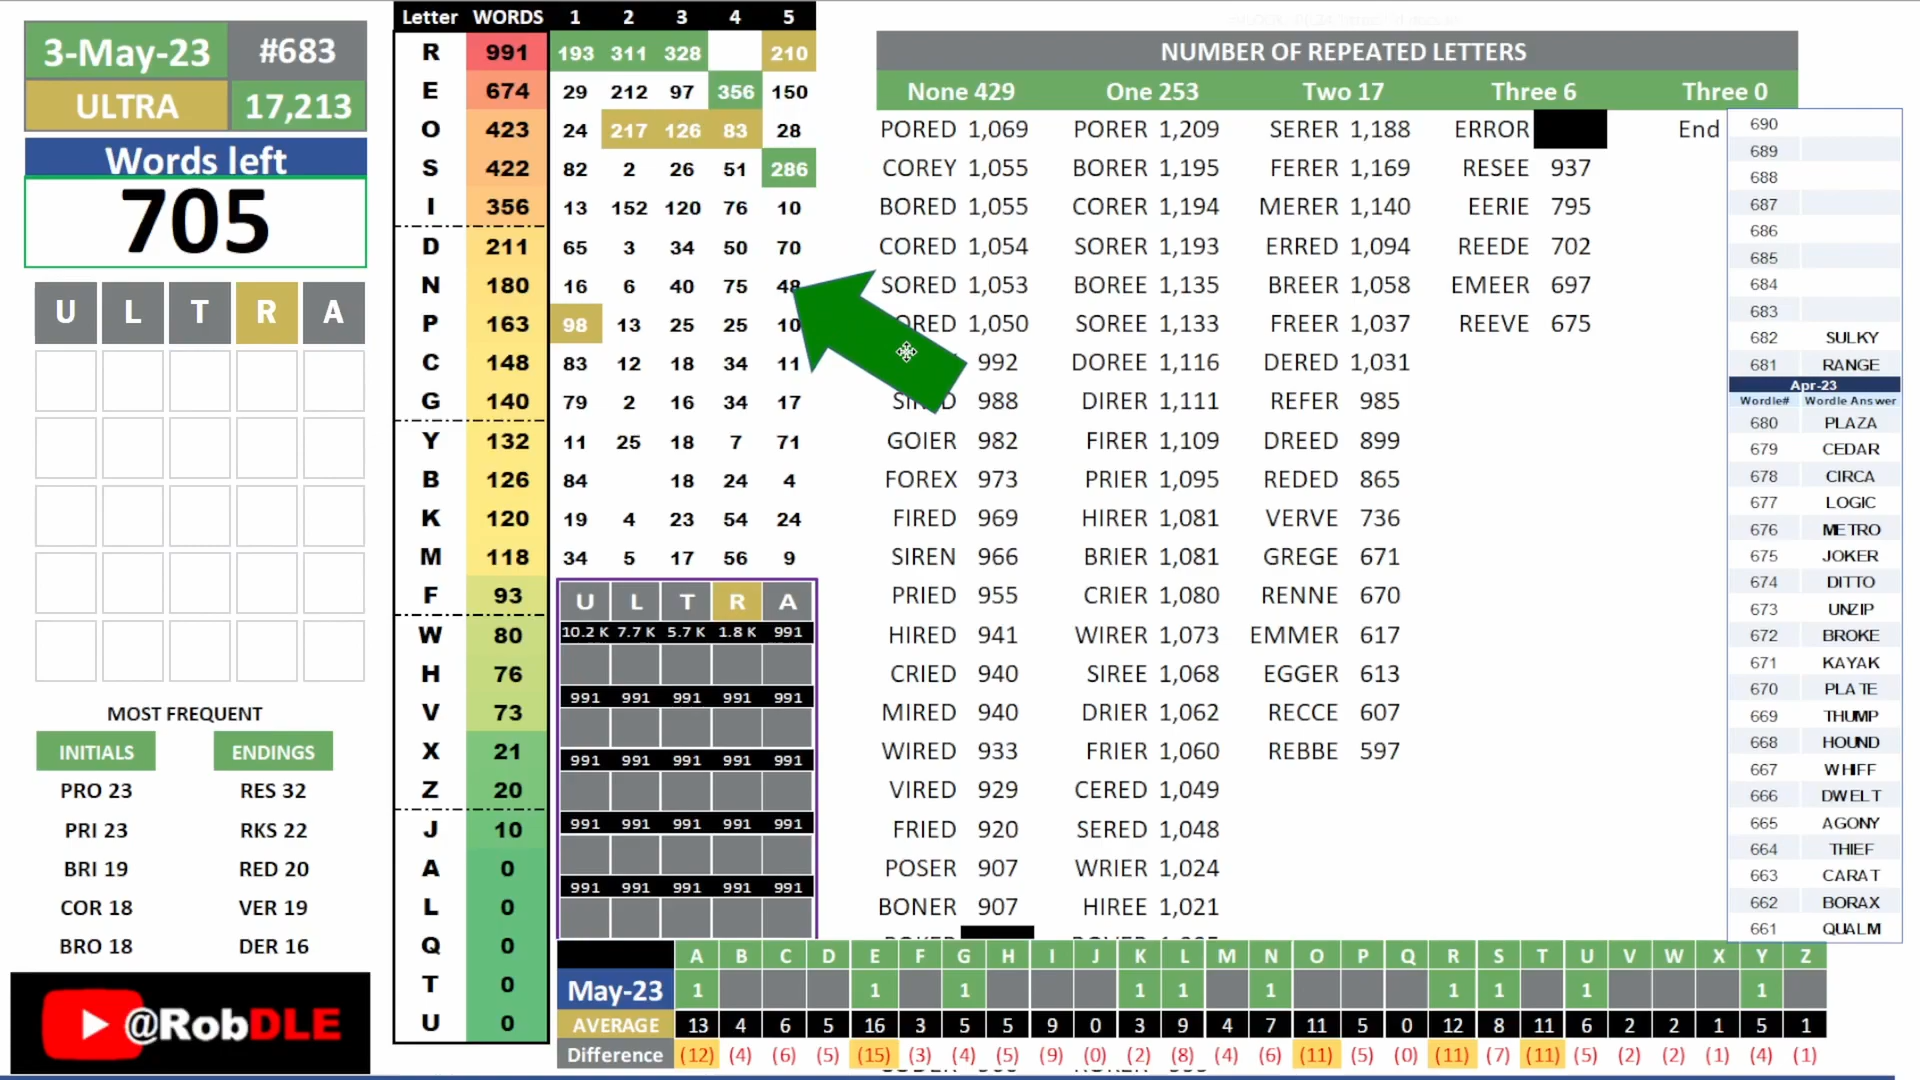 3-May-23 #683
ULTRA 17,213
Words left
705
U L T R A
MOST FREQUENT
INITIALS ENDINGS
PRO 23 RES 32
PRI 23 RKS 22
BRI 19 RED 20
COR 18 VER 19
BRO 18 DER 16
@RobDLE
Letter WORDS 1 2 3 4 5
R 991 193 311 328 210
E 674 29 212 97 356 150
O 423 24 217 126 83 28
S 422 82 2 26 51 286
I 356 13 152 120 76 10
D 211 65 3 34 50 70
N 180 16 6 40 75 48
P 163 98 13 25 25 10
C 148 83 12 18 34 11
G 140 79 2 16 34 17
Y 132 11 25 18 7 71
B 126 84 18 24 4
K 120 19 4 23 54 24
M 118 34 5 17 56 9
F 93
W 80
H 76
V 73
X 21
Z 20
J 10
A 0
L 0
Q 0
T 0
U 0
U L T R A
10.2 K 7.7 K 5.7 K 1.8 K 991
991 991 991 991 991
991 991 991 991 991
991 991 991 991 991
991 991 991 991 991
NUMBER OF REPEATED LETTERS
None 429 One 253 Two 17 Three 6 Three 0
PORED 1,069 PORER 1,209 SERER 1,188 ERROR End
COREY 1,055 BORER 1,195 FERER 1,169 RESEE 937
BORED 1,055 CORER 1,194 MERER 1,140 EERIE 795
CORED 1,054 SORER 1,193 ERRED 1,094 REEDE 702
SORED 1,053 BOREE 1,135 BREER 1,058 EMEER 697
ORED 1,050 SOREE 1,133 FREER 1,037 REEVE 675
992 DOREE 1,116 DERED 1,031
988 DIRER 1,111 REFER 985
GOIER 982 FIRER 1,109 DREED 899
FOREX 973 PRIER 1,095 REDED 865
FIRED 969 HIRER 1,081 VERVE 736
SIREN 966 BRIER 1,081 GREGE 671
PRIED 955 CRIER 1,080 RENNE 670
HIRED 941 WIRER 1,073 EMMER 617
CRIED 940 SIREE 1,068 EGGER 613
MIRED 940 DRIER 1,062 RECCE 607
WIRED 933 FRIER 1,060 REBBE 597
VIRED 929 CERED 1,049
FRIED 920 SERED 1,048
POSER 907 WRIER 1,024
BONER 907 HIREE 1,021
690
689
688
687
686
685
684
683
682 SULKY
681 RANGE
Apr-23
Wordle# Wordle Answer
680 PLAZA
679 CEDAR
678 CIRCA
677 LOGIC
676 METRO
675 JOKER
674 DITTO
673 UNZIP
672 BROKE
671 KAYAK
670 PLATE
669 THUMP
668 HOUND
667 WHIFF
666 DWELT
665 AGONY
664 THIEF
663 CARAT
662 BORAX
661 QUALM
A B C D E F G H I J K L M N O P Q R S T U V W X Y Z
May-23 1 1 1 1 1 1 1 1 1 1
AVERAGE 13 4 6 5 16 3 5 5 9 0 3 9 4 7 11 5 0 12 8 11 6 2 2 1 5 1
Difference (12) (4) (6) (5) (15) (3) (4) (5) (9) (0) (2) (8) (4) (6) (11) (5) (0) (11) (7) (11) (5) (2) (2) (1) (4) (1)